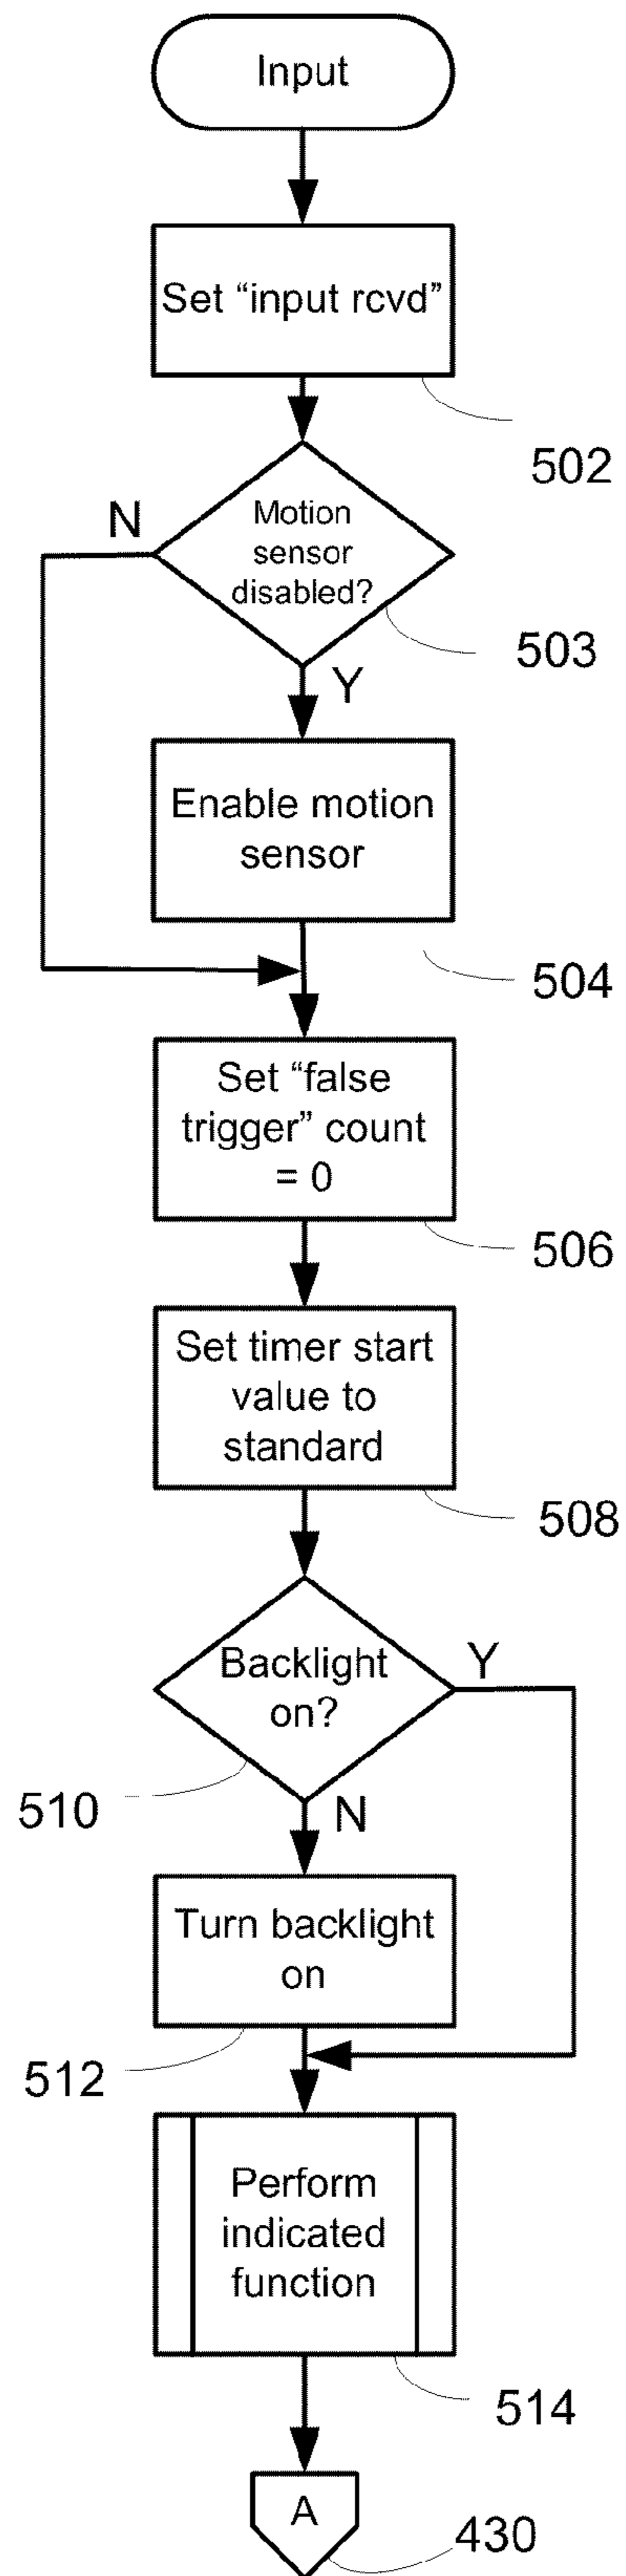 Input
Set “input rcvd”
502
N
Motion
sensor
disabled?
503
Y
Enable motion
sensor
504
Set “false
trigger” count
= 0
506
Set timer start
value to
standard
508
Backlight
on?
Y
510
N
Turn backlight
on
512
Perform
indicated
function
514
A
430